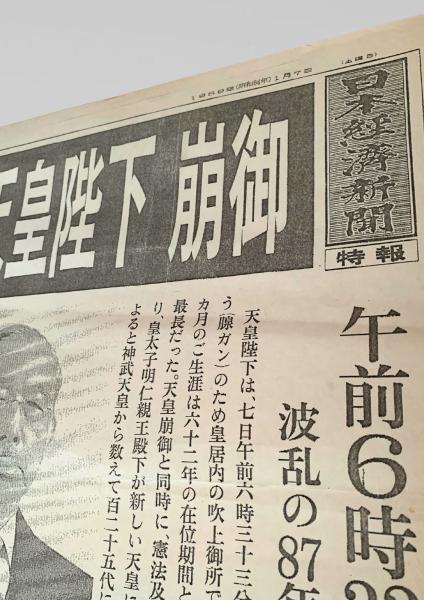 1989年(昭和64年)1月7日
(土曜日)
日本経済新聞
特報
天皇陛下 崩御
午前6時33
波乱の87年
天皇陛下は、七日午前六時三十三分
う(腺ガン)のため皇居内の吹上御所で
カ月のご生涯は六十二年の在位期間と
最長だった。天皇崩御と同時に憲法及
り、皇太子明仁親王殿下が新しい天皇に
よると神武天皇から数えて百二十五代に